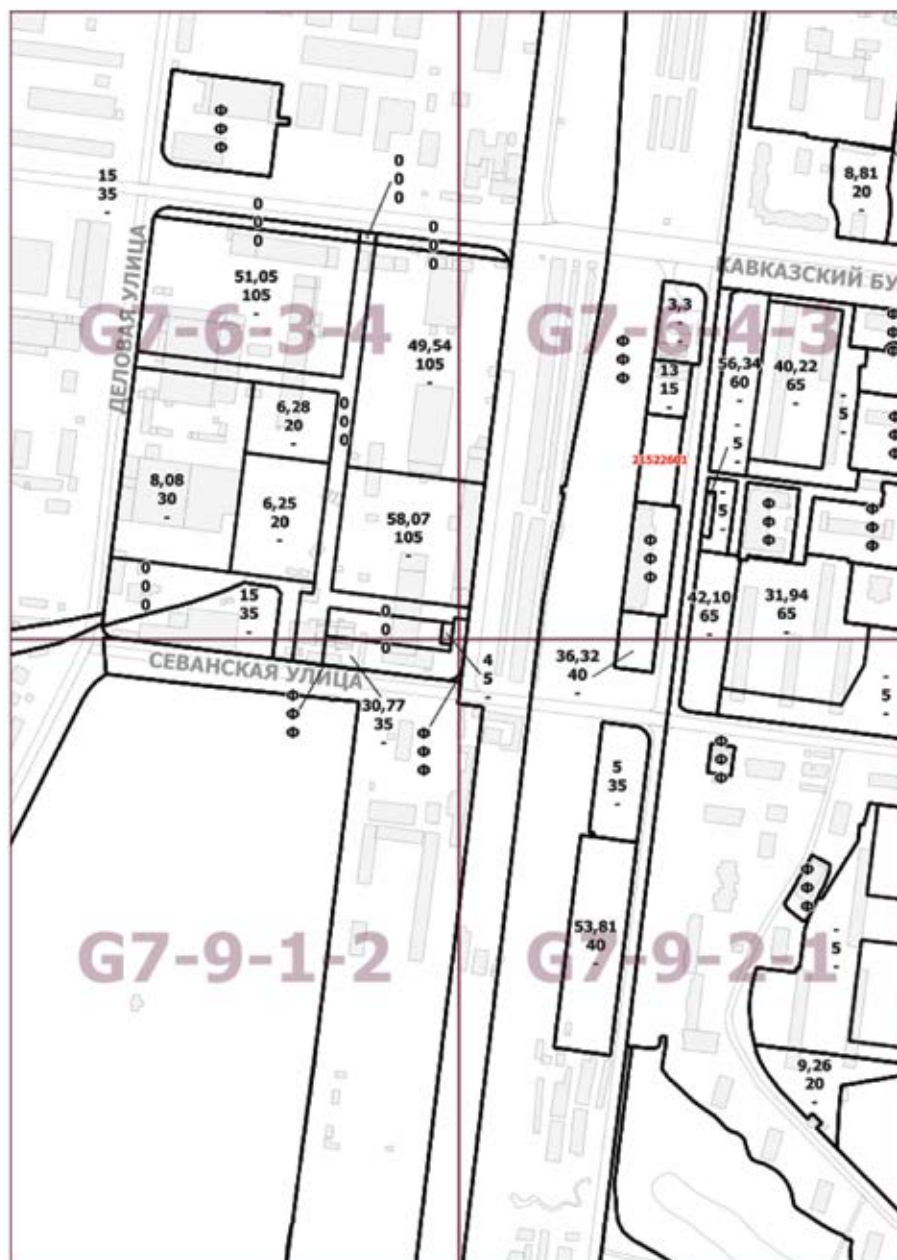 Ф
Ф
Ф
0
0
0
15
35
-
8,81
20
-
0
0
0
0
0
0
ДЕЛОВАЯ УЛИЦА
КАВКАЗСКИЙ БУ
51,05
105
-
G7-6-3-4
49,54
105
-
G7-6-4-3
3,3
-
-
Ф
Ф
Ф
13
15
-
56,34
60
-
40,22
65
-
Ф
Ф
Ф
-
5
-
-
5
-
Ф
Ф
Ф
6,28
20
-
0
0
0
21522601
8,08
30
-
6,25
20
-
58,07
105
-
Ф
Ф
Ф
-
5
-
Ф
Ф
Ф
Ф
Ф
Ф
0
0
0
15
35
-
0
0
0
42,10
65
-
31,94
65
-
СЕВАНСКАЯ УЛИЦА
4
5
-
36,32
40
-
-
5
-
Ф
Ф
Ф
30,77
35
-
Ф
Ф
Ф
Ф
Ф
Ф
5
35
-
Ф
Ф
Ф
53,81
40
-
-
5
-
G7-9-1-2
G7-9-2-1
9,26
20
-